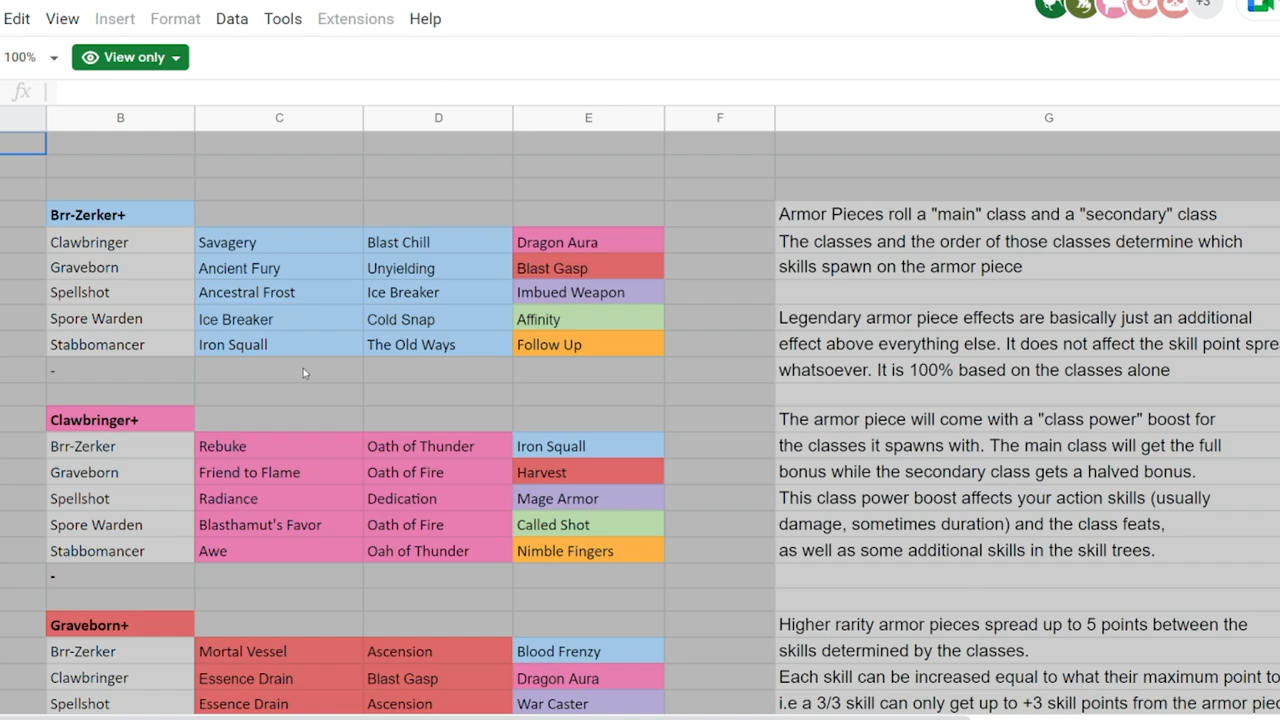 Edit View Insert Format Data Tools Extensions Help
+3
100% View only
fx
B C D E F G
Brr-Zerker+ Armor Pieces roll a "main" class and a "secondary" class
Clawbringer Savagery Blast Chill Dragon Aura The classes and the order of those classes determine which
Graveborn Ancient Fury Unyielding Blast Gasp skills spawn on the armor piece
Spellshot Ancestral Frost Ice Breaker Imbued Weapon
Spore Warden Ice Breaker Cold Snap Affinity Legendary armor piece effects are basically just an additional
Stabbomancer Iron Squall The Old Ways Follow Up effect above everything else. It does not affect the skill point spre
- whatsoever. It is 100% based on the classes alone
Clawbringer+ The armor piece will come with a "class power" boost for
Brr-Zerker Rebuke Oath of Thunder Iron Squall the classes it spawns with. The main class will get the full
Graveborn Friend to Flame Oath of Fire Harvest bonus while the secondary class gets a halved bonus.
Spellshot Radiance Dedication Mage Armor This class power boost affects your action skills (usually
Spore Warden Blasthamut's Favor Oath of Fire Called Shot damage, sometimes duration) and the class feats,
Stabbomancer Awe Oah of Thunder Nimble Fingers as well as some additional skills in the skill trees.
-
Graveborn+ Higher rarity armor pieces spread up to 5 points between the
Brr-Zerker Mortal Vessel Ascension Blood Frenzy skills determined by the classes.
Clawbringer Essence Drain Blast Gasp Dragon Aura Each skill can be increased equal to what their maximum point to
Spellshot Essence Drain Ascension War Caster i.e a 3/3 skill can only get up to +3 skill points from the armor piec